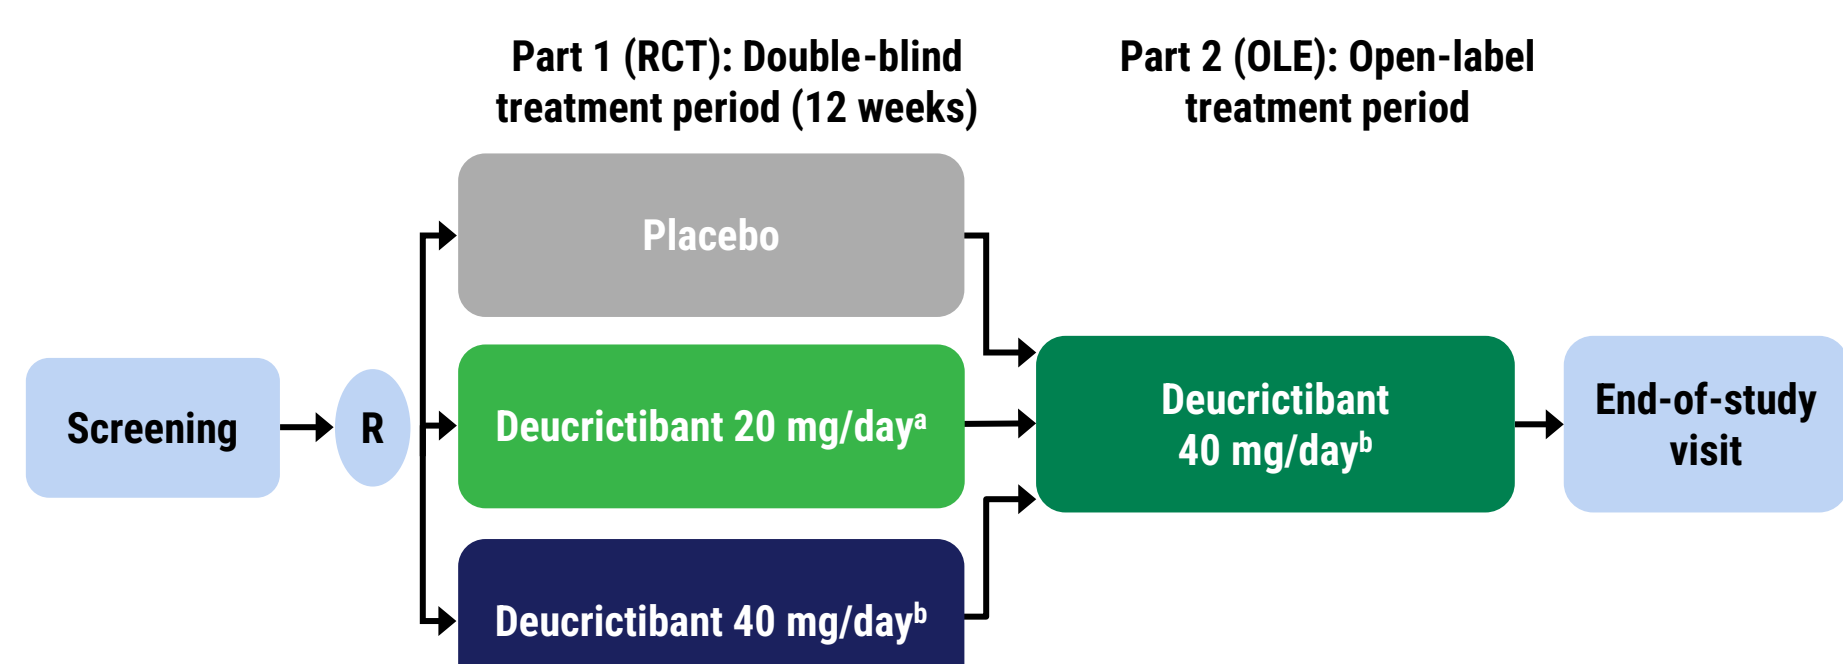 Part 1 (RCT): Double-blind
treatment period (12 weeks)
Part 2 (OLE): Open-label
treatment period
Placebo
Screening
R
Deucrictibant 20 mg/dayᵃ
Deucrictibant
40 mg/dayᵇ
End-of-study
visit
Deucrictibant 40 mg/dayᵇ